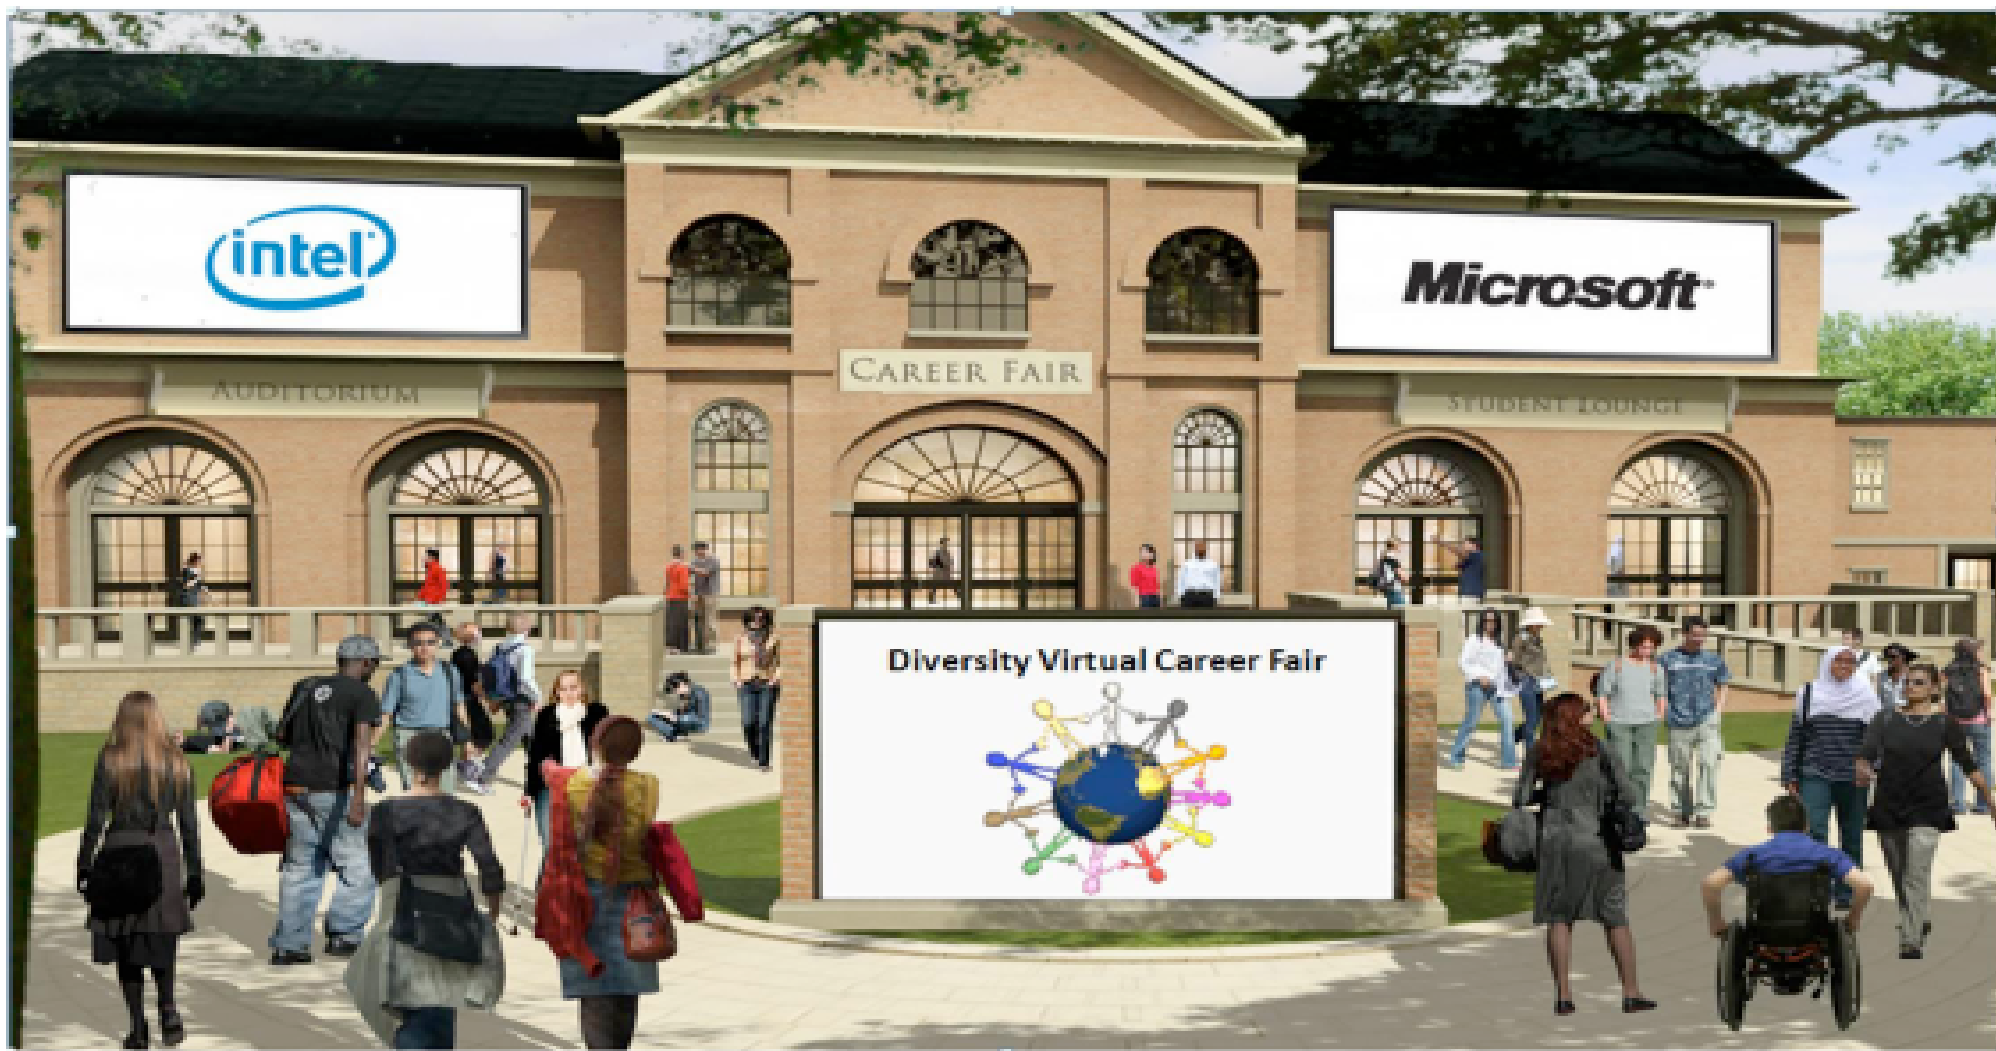 intel
Microsoft
CAREER FAIR
AUDITORIUM
STUDENT LOUNGE
Diversity Virtual Career Fair